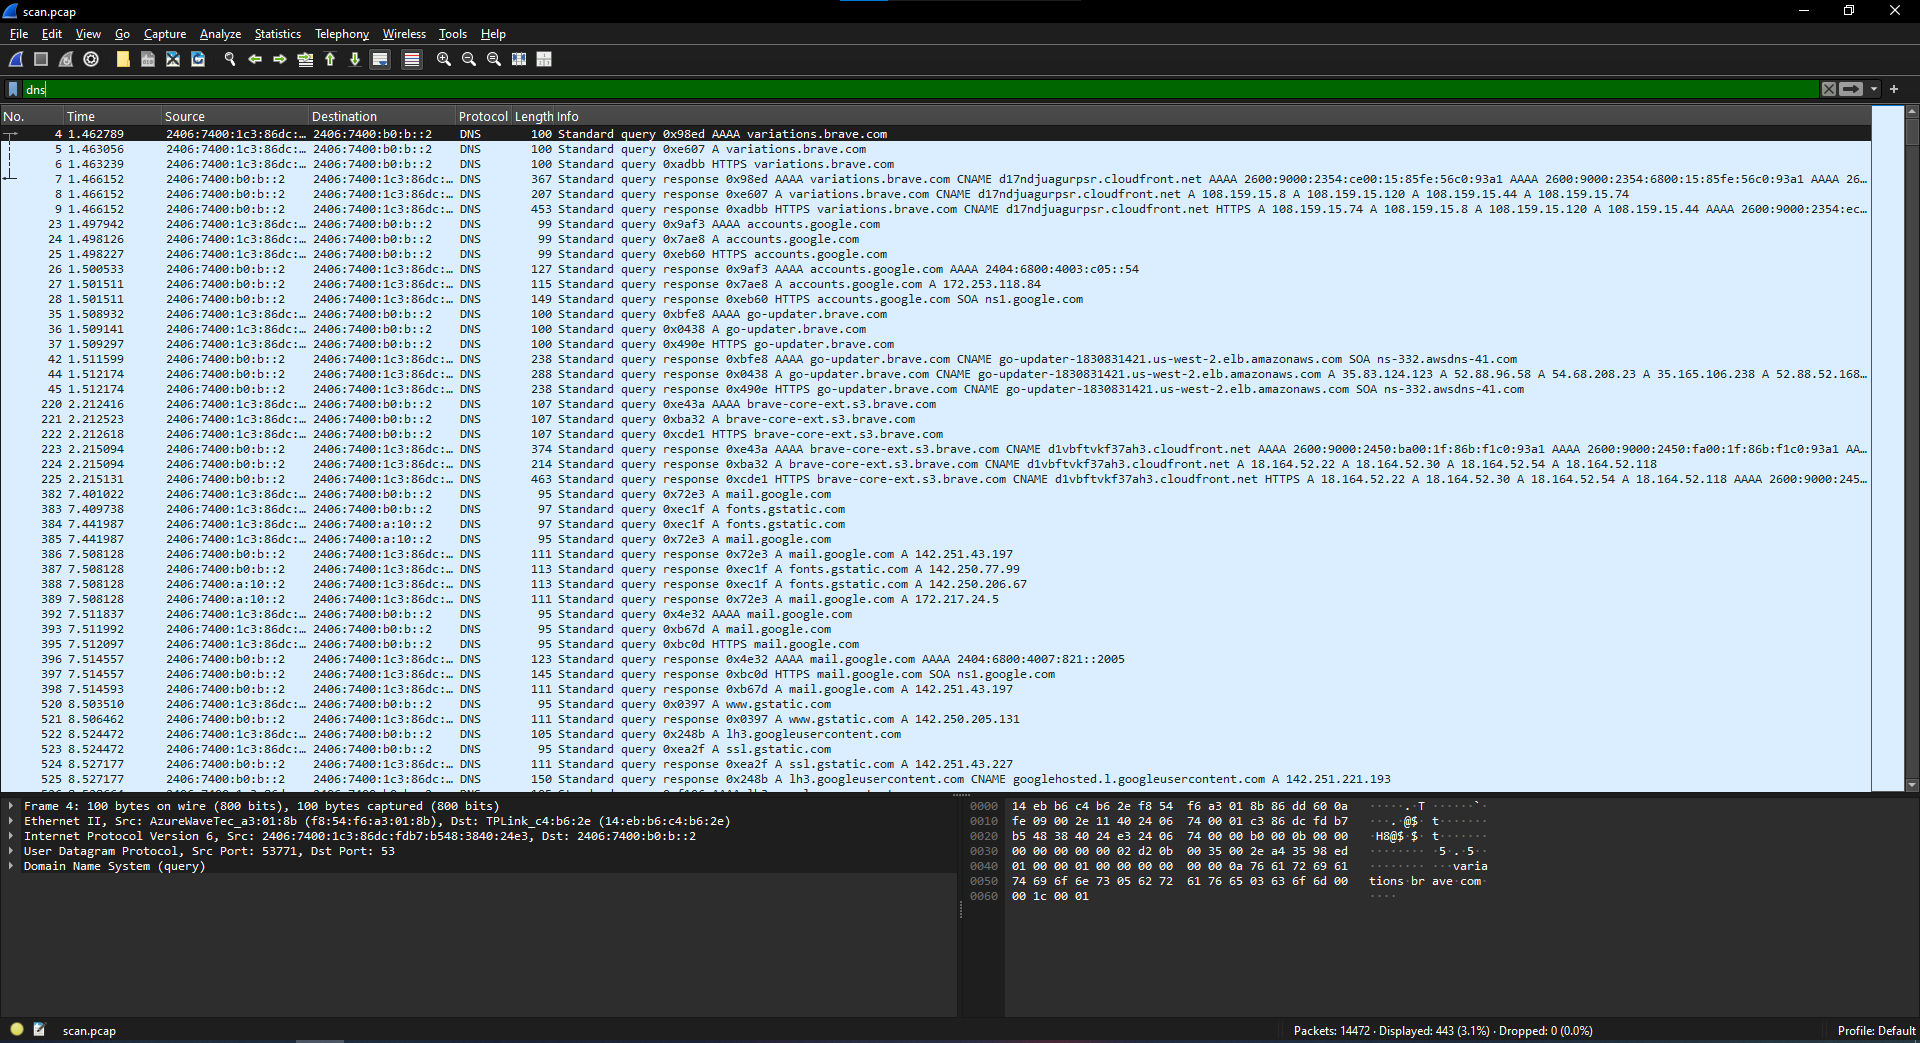 scan.pcap
File Edit View Go Capture Analyze Statistics Telephony Wireless Tools Help
dns
No. Time Source Destination Protocol Length Info
4 1.462789 2406:7400:1c3:86dc:… 2406:7400:b0:b::2 DNS 100 Standard query 0x98ed AAAA variations.brave.com
5 1.463056 2406:7400:1c3:86dc:… 2406:7400:b0:b::2 DNS 100 Standard query 0xe607 A variations.brave.com
6 1.463239 2406:7400:1c3:86dc:… 2406:7400:b0:b::2 DNS 100 Standard query 0xadbb HTTPS variations.brave.com
7 1.466152 2406:7400:b0:b::2 2406:7400:1c3:86dc:… DNS 367 Standard query response 0x98ed AAAA variations.brave.com CNAME d17ndjuagurpsr.cloudfront.net AAAA 2600:9000:2354:ce00:15:85fe:56c0:93a1 AAAA 2600:9000:2354:6800:15:85fe:56c0:93a1 AAAA 26…
8 1.466152 2406:7400:b0:b::2 2406:7400:1c3:86dc:… DNS 207 Standard query response 0xe607 A variations.brave.com CNAME d17ndjuagurpsr.cloudfront.net A 108.159.15.8 A 108.159.15.120 A 108.159.15.44 A 108.159.15.74
9 1.466152 2406:7400:b0:b::2 2406:7400:1c3:86dc:… DNS 453 Standard query response 0xadbb HTTPS variations.brave.com CNAME d17ndjuagurpsr.cloudfront.net HTTPS A 108.159.15.74 A 108.159.15.8 A 108.159.15.120 A 108.159.15.44 AAAA 2600:9000:2354:ec…
23 1.497942 2406:7400:1c3:86dc:… 2406:7400:b0:b::2 DNS 99 Standard query 0x9af3 AAAA accounts.google.com
24 1.498126 2406:7400:1c3:86dc:… 2406:7400:b0:b::2 DNS 99 Standard query 0x7ae8 A accounts.google.com
25 1.498227 2406:7400:1c3:86dc:… 2406:7400:b0:b::2 DNS 99 Standard query 0xeb60 HTTPS accounts.google.com
26 1.500533 2406:7400:b0:b::2 2406:7400:1c3:86dc:… DNS 127 Standard query response 0x9af3 AAAA accounts.google.com AAAA 2404:6800:4003:c05::54
27 1.501511 2406:7400:b0:b::2 2406:7400:1c3:86dc:… DNS 115 Standard query response 0x7ae8 A accounts.google.com A 172.253.118.84
28 1.501511 2406:7400:b0:b::2 2406:7400:1c3:86dc:… DNS 149 Standard query response 0xeb60 HTTPS accounts.google.com SOA ns1.google.com
35 1.508932 2406:7400:1c3:86dc:… 2406:7400:b0:b::2 DNS 100 Standard query 0xbfe8 AAAA go-updater.brave.com
36 1.509141 2406:7400:1c3:86dc:… 2406:7400:b0:b::2 DNS 100 Standard query 0x0438 A go-updater.brave.com
37 1.509297 2406:7400:1c3:86dc:… 2406:7400:b0:b::2 DNS 100 Standard query 0x490e HTTPS go-updater.brave.com
42 1.511599 2406:7400:b0:b::2 2406:7400:1c3:86dc:… DNS 238 Standard query response 0xbfe8 AAAA go-updater.brave.com CNAME go-updater-1830831421.us-west-2.elb.amazonaws.com SOA ns-332.awsdns-41.com
44 1.512174 2406:7400:b0:b::2 2406:7400:1c3:86dc:… DNS 288 Standard query response 0x0438 A go-updater.brave.com CNAME go-updater-1830831421.us-west-2.elb.amazonaws.com A 35.83.124.123 A 52.88.96.58 A 54.68.208.23 A 35.165.106.238 A 52.88.52.168…
45 1.512174 2406:7400:b0:b::2 2406:7400:1c3:86dc:… DNS 238 Standard query response 0x490e HTTPS go-updater.brave.com CNAME go-updater-1830831421.us-west-2.elb.amazonaws.com SOA ns-332.awsdns-41.com
220 2.212416 2406:7400:1c3:86dc:… 2406:7400:b0:b::2 DNS 107 Standard query 0xe43a AAAA brave-core-ext.s3.brave.com
221 2.212523 2406:7400:1c3:86dc:… 2406:7400:b0:b::2 DNS 107 Standard query 0xba32 A brave-core-ext.s3.brave.com
222 2.212618 2406:7400:1c3:86dc:… 2406:7400:b0:b::2 DNS 107 Standard query 0xcde1 HTTPS brave-core-ext.s3.brave.com
223 2.215094 2406:7400:b0:b::2 2406:7400:1c3:86dc:… DNS 374 Standard query response 0xe43a AAAA brave-core-ext.s3.brave.com CNAME d1vbftvkf37ah3.cloudfront.net AAAA 2600:9000:2450:ba00:1f:86b:f1c0:93a1 AAAA 2600:9000:2450:fa00:1f:86b:f1c0:93a1 AA…
224 2.215094 2406:7400:b0:b::2 2406:7400:1c3:86dc:… DNS 214 Standard query response 0xba32 A brave-core-ext.s3.brave.com CNAME d1vbftvkf37ah3.cloudfront.net A 18.164.52.22 A 18.164.52.30 A 18.164.52.54 A 18.164.52.118
225 2.215131 2406:7400:b0:b::2 2406:7400:1c3:86dc:… DNS 463 Standard query response 0xcde1 HTTPS brave-core-ext.s3.brave.com CNAME d1vbftvkf37ah3.cloudfront.net HTTPS A 18.164.52.22 A 18.164.52.30 A 18.164.52.54 A 18.164.52.118 AAAA 2600:9000:245…
382 7.401022 2406:7400:1c3:86dc:… 2406:7400:b0:b::2 DNS 95 Standard query 0x72e3 A mail.google.com
383 7.409738 2406:7400:1c3:86dc:… 2406:7400:b0:b::2 DNS 97 Standard query 0xec1f A fonts.gstatic.com
384 7.441987 2406:7400:1c3:86dc:… 2406:7400:a:10::2 DNS 97 Standard query 0xec1f A fonts.gstatic.com
385 7.441987 2406:7400:1c3:86dc:… 2406:7400:a:10::2 DNS 95 Standard query 0x72e3 A mail.google.com
386 7.508128 2406:7400:b0:b::2 2406:7400:1c3:86dc:… DNS 111 Standard query response 0x72e3 A mail.google.com A 142.251.43.197
387 7.508128 2406:7400:b0:b::2 2406:7400:1c3:86dc:… DNS 113 Standard query response 0xec1f A fonts.gstatic.com A 142.250.77.99
388 7.508128 2406:7400:a:10::2 2406:7400:1c3:86dc:… DNS 113 Standard query response 0xec1f A fonts.gstatic.com A 142.250.206.67
389 7.508128 2406:7400:a:10::2 2406:7400:1c3:86dc:… DNS 111 Standard query response 0x72e3 A mail.google.com A 172.217.24.5
392 7.511837 2406:7400:1c3:86dc:… 2406:7400:b0:b::2 DNS 95 Standard query 0x4e32 AAAA mail.google.com
393 7.511992 2406:7400:1c3:86dc:… 2406:7400:b0:b::2 DNS 95 Standard query 0xb67d A mail.google.com
395 7.512097 2406:7400:1c3:86dc:… 2406:7400:b0:b::2 DNS 95 Standard query 0xbc0d HTTPS mail.google.com
396 7.514557 2406:7400:b0:b::2 2406:7400:1c3:86dc:… DNS 123 Standard query response 0x4e32 AAAA mail.google.com AAAA 2404:6800:4007:821::2005
397 7.514557 2406:7400:b0:b::2 2406:7400:1c3:86dc:… DNS 145 Standard query response 0xbc0d HTTPS mail.google.com SOA ns1.google.com
398 7.514593 2406:7400:b0:b::2 2406:7400:1c3:86dc:… DNS 111 Standard query response 0xb67d A mail.google.com A 142.251.43.197
520 8.503510 2406:7400:1c3:86dc:… 2406:7400:b0:b::2 DNS 95 Standard query 0x0397 A www.gstatic.com
521 8.506462 2406:7400:b0:b::2 2406:7400:1c3:86dc:… DNS 111 Standard query response 0x0397 A www.gstatic.com A 142.250.205.131
522 8.524472 2406:7400:1c3:86dc:… 2406:7400:b0:b::2 DNS 105 Standard query 0x248b A lh3.googleusercontent.com
523 8.524472 2406:7400:1c3:86dc:… 2406:7400:b0:b::2 DNS 95 Standard query 0xea2f A ssl.gstatic.com
524 8.527177 2406:7400:b0:b::2 2406:7400:1c3:86dc:… DNS 111 Standard query response 0xea2f A ssl.gstatic.com A 142.251.43.227
525 8.527177 2406:7400:b0:b::2 2406:7400:1c3:86dc:… DNS 150 Standard query response 0x248b A lh3.googleusercontent.com CNAME googlehosted.l.googleusercontent.com A 142.251.221.193
Frame 4: 100 bytes on wire (800 bits), 100 bytes captured (800 bits)
Ethernet II, Src: AzureWaveTec_a3:01:8b (f8:54:f6:a3:01:8b), Dst: TPLink_c4:b6:2e (14:eb:b6:c4:b6:2e)
Internet Protocol Version 6, Src: 2406:7400:1c3:86dc:fdb7:b548:3840:24e3, Dst: 2406:7400:b0:b::2
User Datagram Protocol, Src Port: 53771, Dst Port: 53
Domain Name System (query)
0000 14 eb b6 c4 b6 2e f8 54 f6 a3 01 8b 86 dd 60 0a ·····.·T ······`·
0010 fe 09 00 2e 11 40 24 06 74 00 01 c3 86 dc fd b7 ···.·@$· t·······
0020 b5 48 38 40 24 e3 24 06 74 00 00 b0 00 0b 00 00 ·H8@$·$· t·······
0030 00 00 00 00 00 02 d2 0b 00 35 00 2e a4 35 98 ed ········ ·5·.·5··
0040 01 00 00 01 00 00 00 00 00 00 0a 76 61 72 69 61 ········ ···varia
0050 74 69 6f 6e 73 05 62 72 61 76 65 03 63 6f 6d 00 tions·br ave·com·
0060 00 1c 00 01 ····
scan.pcap
Packets: 14472 · Displayed: 443 (3.1%) · Dropped: 0 (0.0%)
Profile: Default